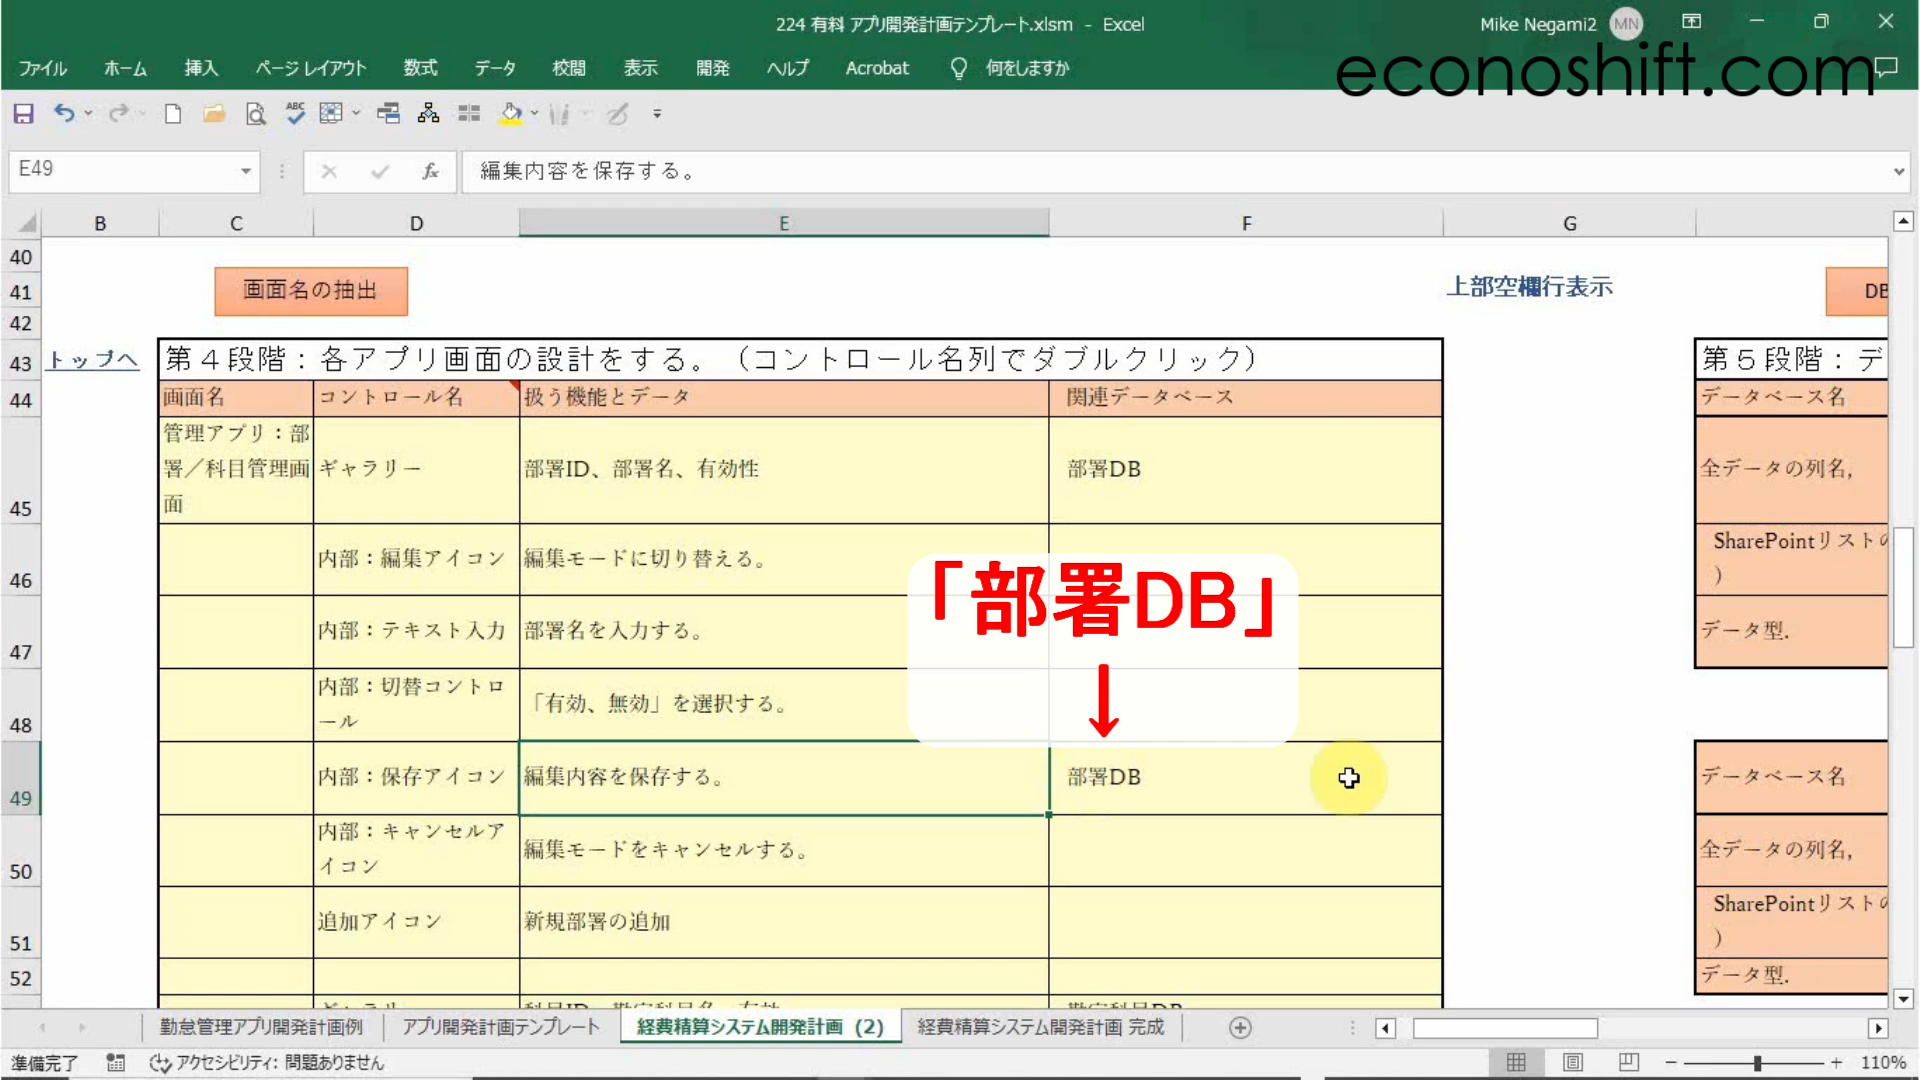 224 有料 アプリ開発計画テンプレート.xlsm - Excel
Mike Negami2 MN
ファイル ホーム 挿入 ページ レイアウト 数式 データ 校閲 表示 開発 ヘルプ Acrobat 何をしますか
econoshift.com
ABC
E49 fx 編集内容を保存する。
B C D E F G
40
41 画面名の抽出 上部空欄行表示 DB
42
43 トップへ 第4段階：各アプリ画面の設計をする。（コントロール名列でダブルクリック） 第5段階：デ
44 画面名 コントロール名 扱う機能とデータ 関連データベース データベース名
管理アプリ：部
署／科目管理画 ギャラリー 部署ID、部署名、有効性 部署DB 全データの列名,
45 面
内部：編集アイコン 編集モードに切り替える。 SharePointリストの
46 )
「部署DB」
↓
47 内部：テキスト入力 部署名を入力する。 データ型.
内部：切替コントロ
48 ール 「有効、無効」を選択する。
49 内部：保存アイコン 編集内容を保存する。 部署DB データベース名
内部：キャンセルア
50 イコン 編集モードをキャンセルする。 全データの列名,
51 追加アイコン 新規部署の追加 SharePointリストの
)
52 データ型.
勤怠管理アプリ開発計画例 アプリ開発計画テンプレート 経費精算システム開発計画 (2) 経費精算システム開発計画 完成
準備完了 アクセシビリティ: 問題ありません 110%